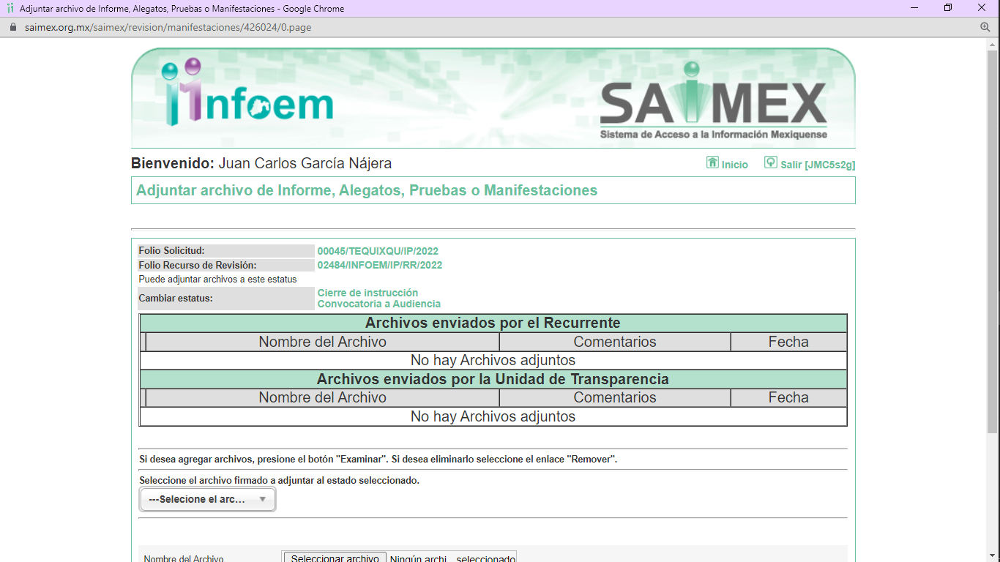 Adjuntar archivo de Informe, Alegatos, Pruebas o Manifestaciones - Google Chrome
saimex.org.mx/saimex/revision/manifestaciones/426024/0.page
infoem
SAIMEX
Sistema de Acceso a la Información Mexiquense
Bienvenido: Juan Carlos García Nájera Inicio Salir [JMC5s2g]
Adjuntar archivo de Informe, Alegatos, Pruebas o Manifestaciones
Folio Solicitud: 00045/TEQUIXQU/IP/2022
Folio Recurso de Revisión: 02484/INFOEM/IP/RR/2022
Puede adjuntar archivos a este estatus
Cambiar estatus: Cierre de instrucción
Convocatoria a Audiencia
Archivos enviados por el Recurrente
Nombre del Archivo Comentarios Fecha
No hay Archivos adjuntos
Archivos enviados por la Unidad de Transparencia
Nombre del Archivo Comentarios Fecha
No hay Archivos adjuntos
Si desea agregar archivos, presione el botón "Examinar". Si desea eliminarlo seleccione el enlace "Remover".
Seleccione el archivo firmado a adjuntar al estado seleccionado.
---Selecione el arc...
Nombre del Archivo Seleccionar archivo Ningún archi...seleccionado